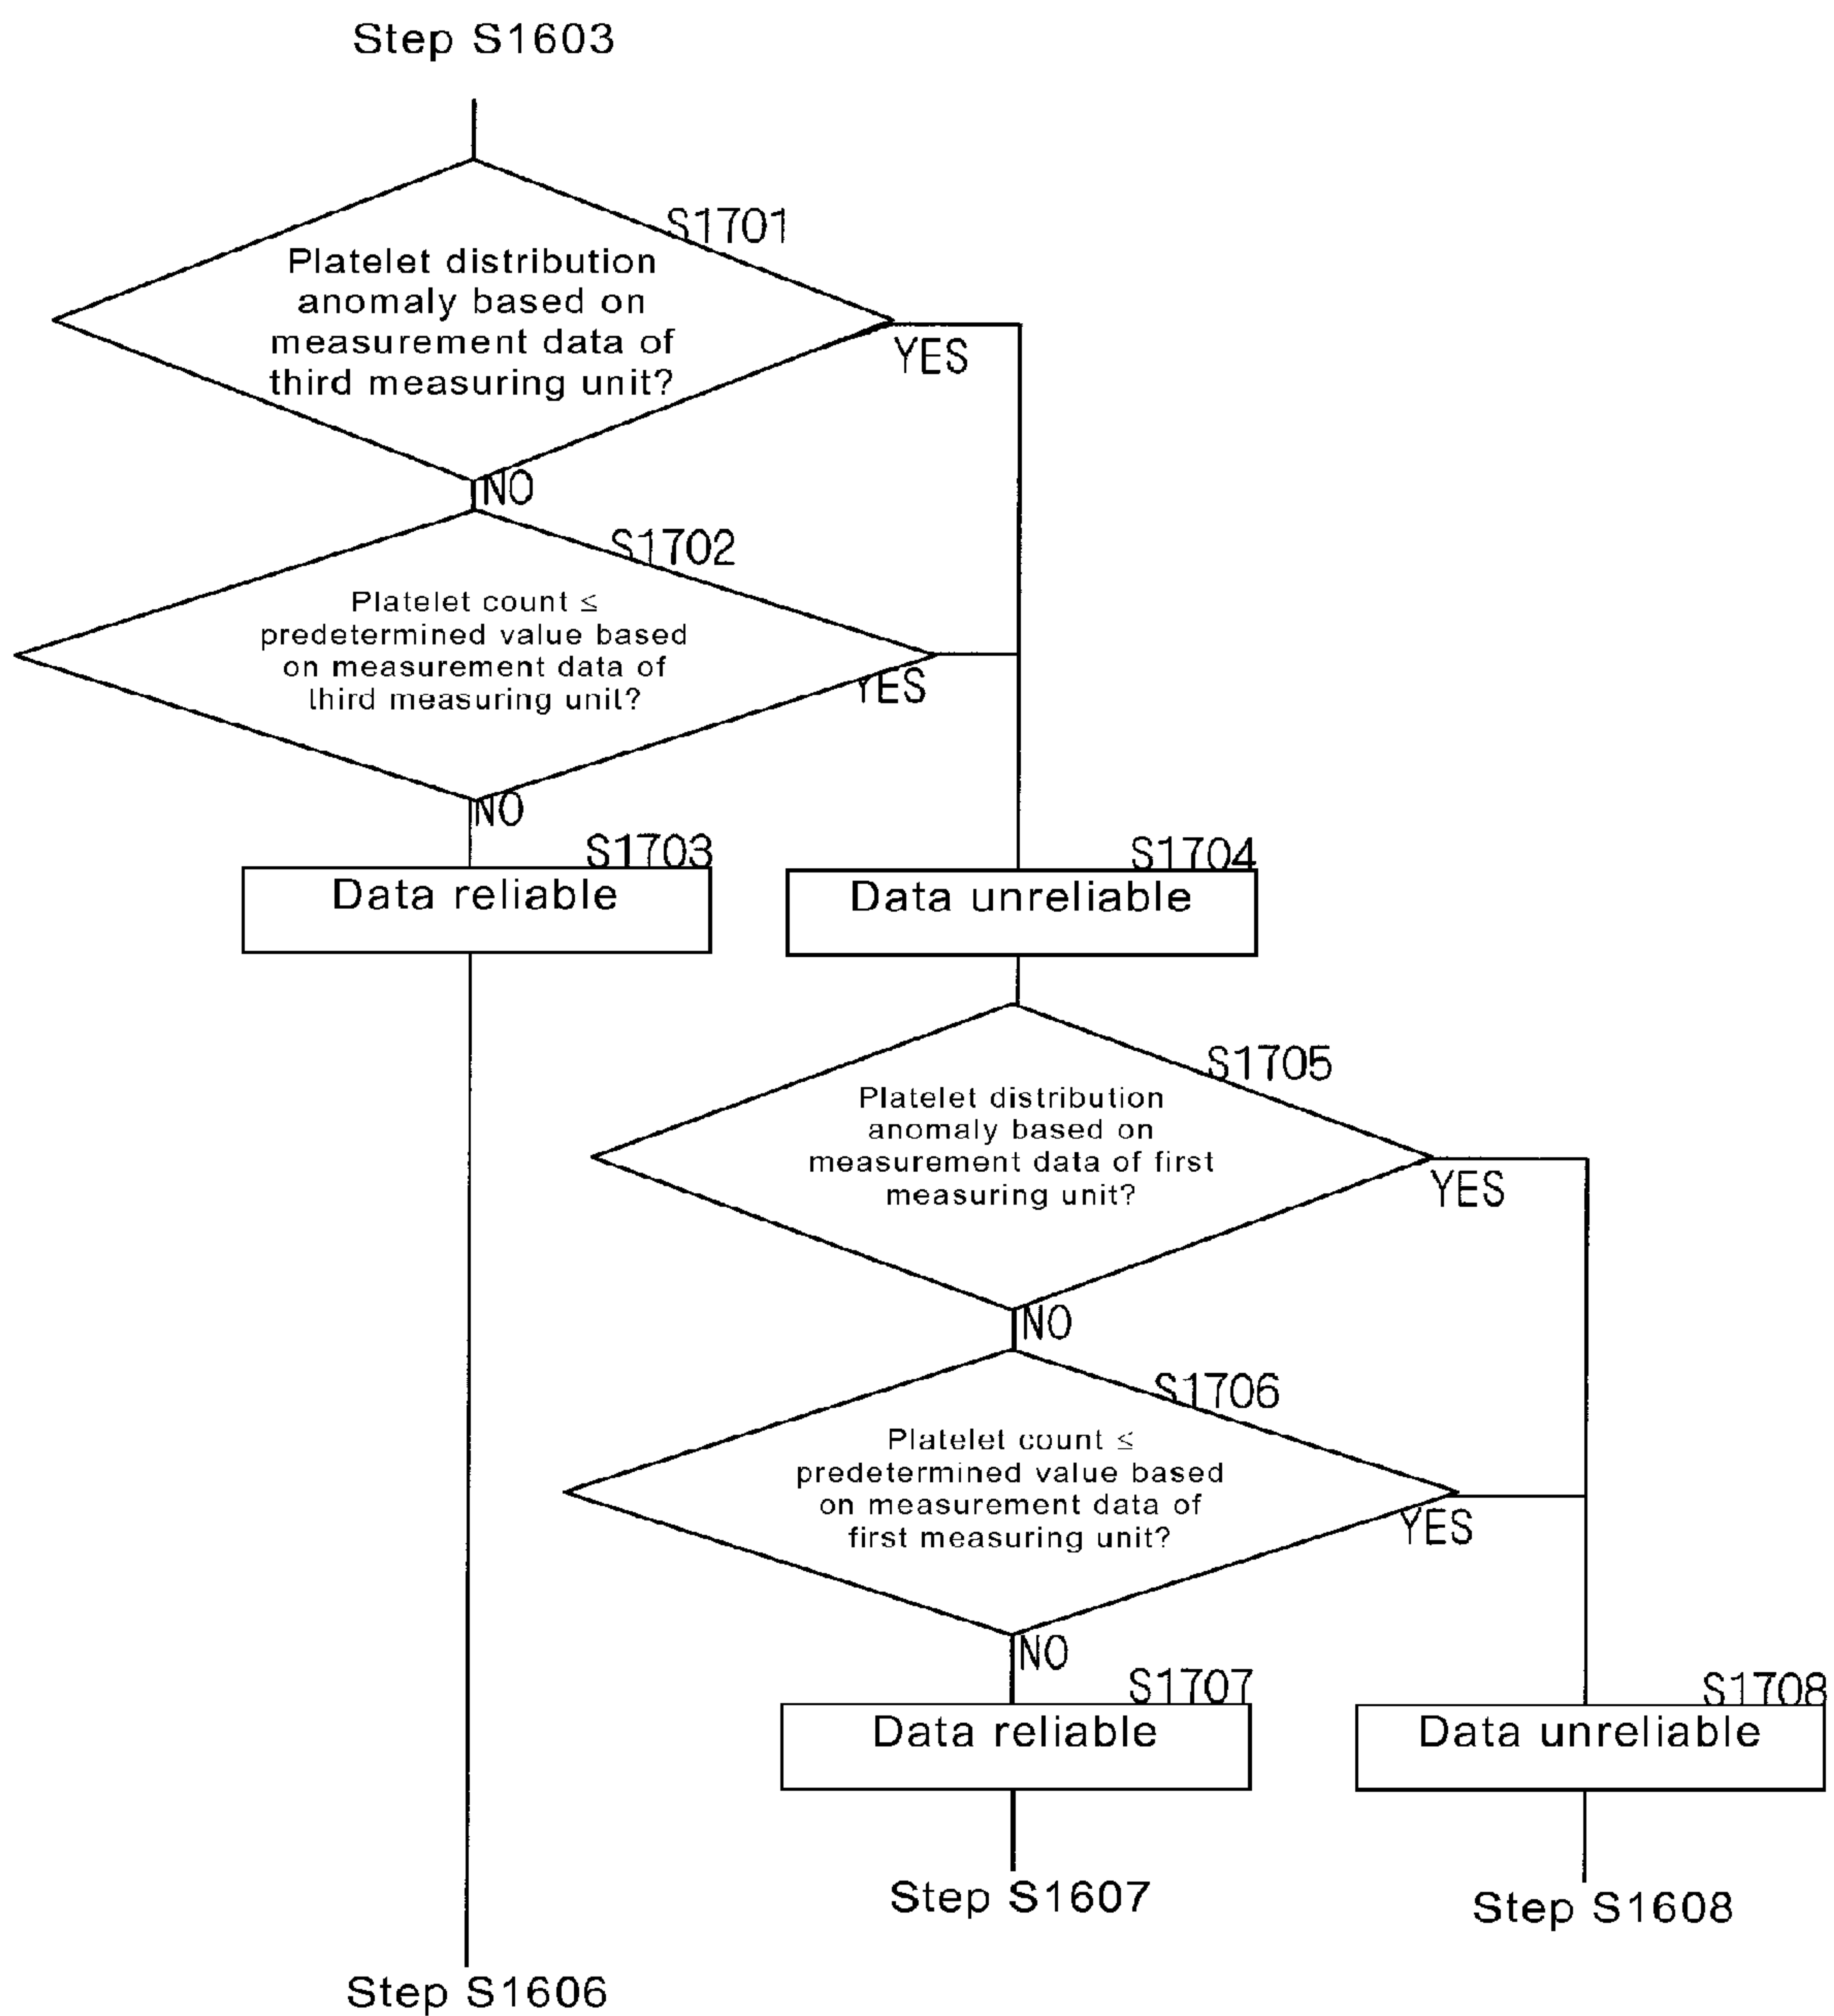 Step S1603
S1701
Platelet distribution
anomaly based on
measurement data of
third measuring unit?
YES
NO
S1702
Platelet count ≤
predetermined value based
on measurement data of
third measuring unit?
YES
NO
S1703
Data reliable
S1704
Data unreliable
S1705
Platelet distribution
anomaly based on
measurement data of first
measuring unit?
YES
NO
S1706
Platelet count ≤
predetermined value based
on measurement data of
first measuring unit?
YES
NO
S1707
Data reliable
S1708
Data unreliable
Step S1607
Step S1608
Step S1606